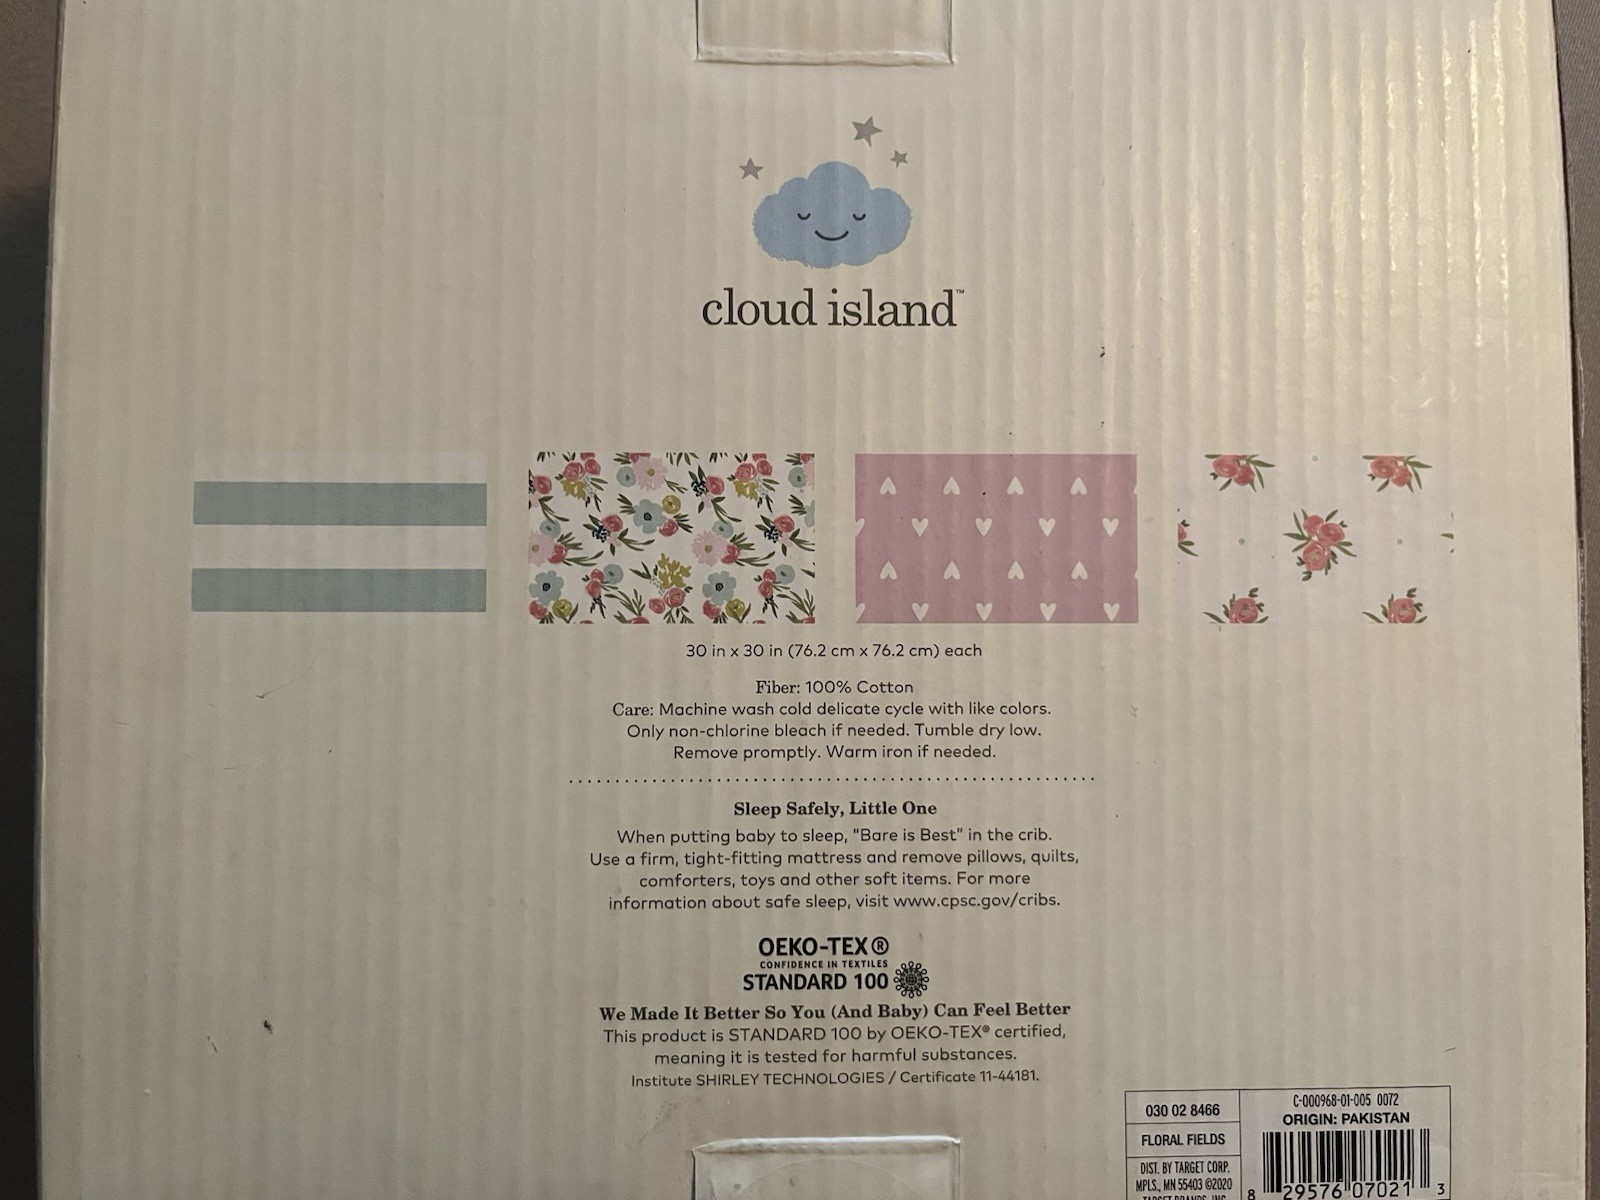 cloud island™
30 in x 30 in (76.2 cm x 76.2 cm) each
Fiber: 100% Cotton
Care: Machine wash cold delicate cycle with like colors.
Only non-chlorine bleach if needed. Tumble dry low.
Remove promptly. Warm iron if needed.
Sleep Safely, Little One
When putting baby to sleep, "Bare is Best" in the crib.
Use a firm, tight-fitting mattress and remove pillows, quilts,
comforters, toys and other soft items. For more
information about safe sleep, visit www.cpsc.gov/cribs.
OEKO-TEX®
CONFIDENCE IN TEXTILES
STANDARD 100
We Made It Better So You (And Baby) Can Feel Better
This product is STANDARD 100 by OEKO-TEX® certified,
meaning it is tested for harmful substances.
Institute SHIRLEY TECHNOLOGIES / Certificate 11-44181.
030 02 8466
FLORAL FIELDS
DIST. BY TARGET CORP.
MPLS., MN 55403 ©2020
TARGET BRANDS, INC.
C-000968-01-005 0072
ORIGIN: PAKISTAN
8 29576 07021 3